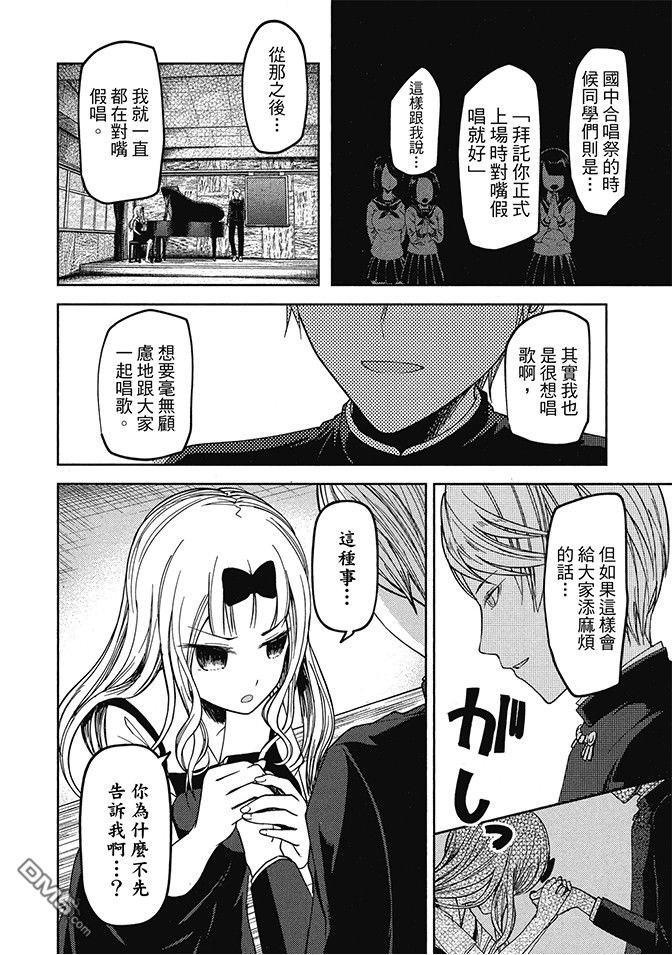 國中合唱祭的時
候同學們則是…
「拜託你正式
上場時對嘴假
唱就好」
這樣跟我說…
從那之後…
我就一直
都在對嘴
假唱。
其實我也
是很想唱
歌啊，
想要毫無顧
慮地跟大家
一起唱歌。
但如果這樣會
給大家添麻煩
的話…
がしっ
這種事…
你為什麼不先
告訴我啊…？